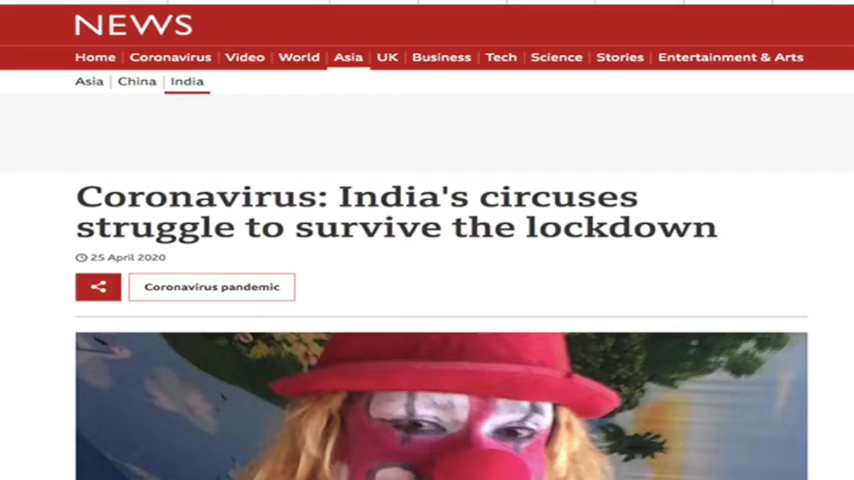 NEWS
Home Coronavirus Video World Asia UK Business Tech Science Stories Entertainment & Arts
Asia China India
Coronavirus: India's circuses
struggle to survive the lockdown
25 April 2020
Coronavirus pandemic